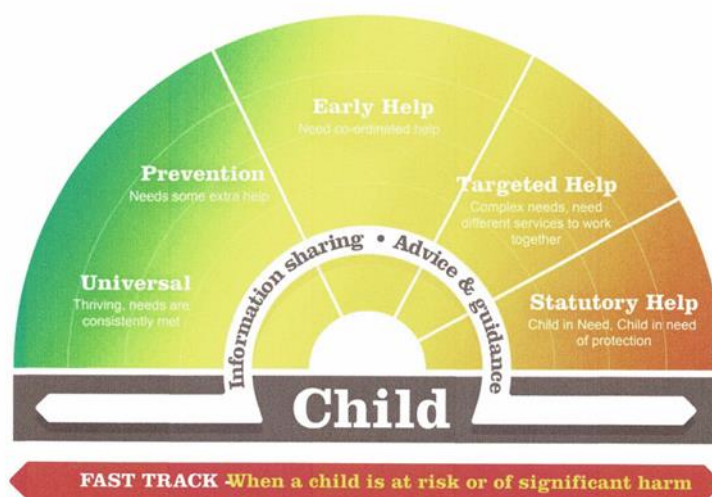 Early Help
Need co-ordinated help
Prevention
Needs some extra help
Targeted Help
Complex needs, need
different services to work
together
Universal
Thriving, needs are
consistently met
Statutory Help
Child in Need, Child in need
of protection
Information sharing • Advice & guidance
Child
FAST TRACK - When a child is at risk or of significant harm